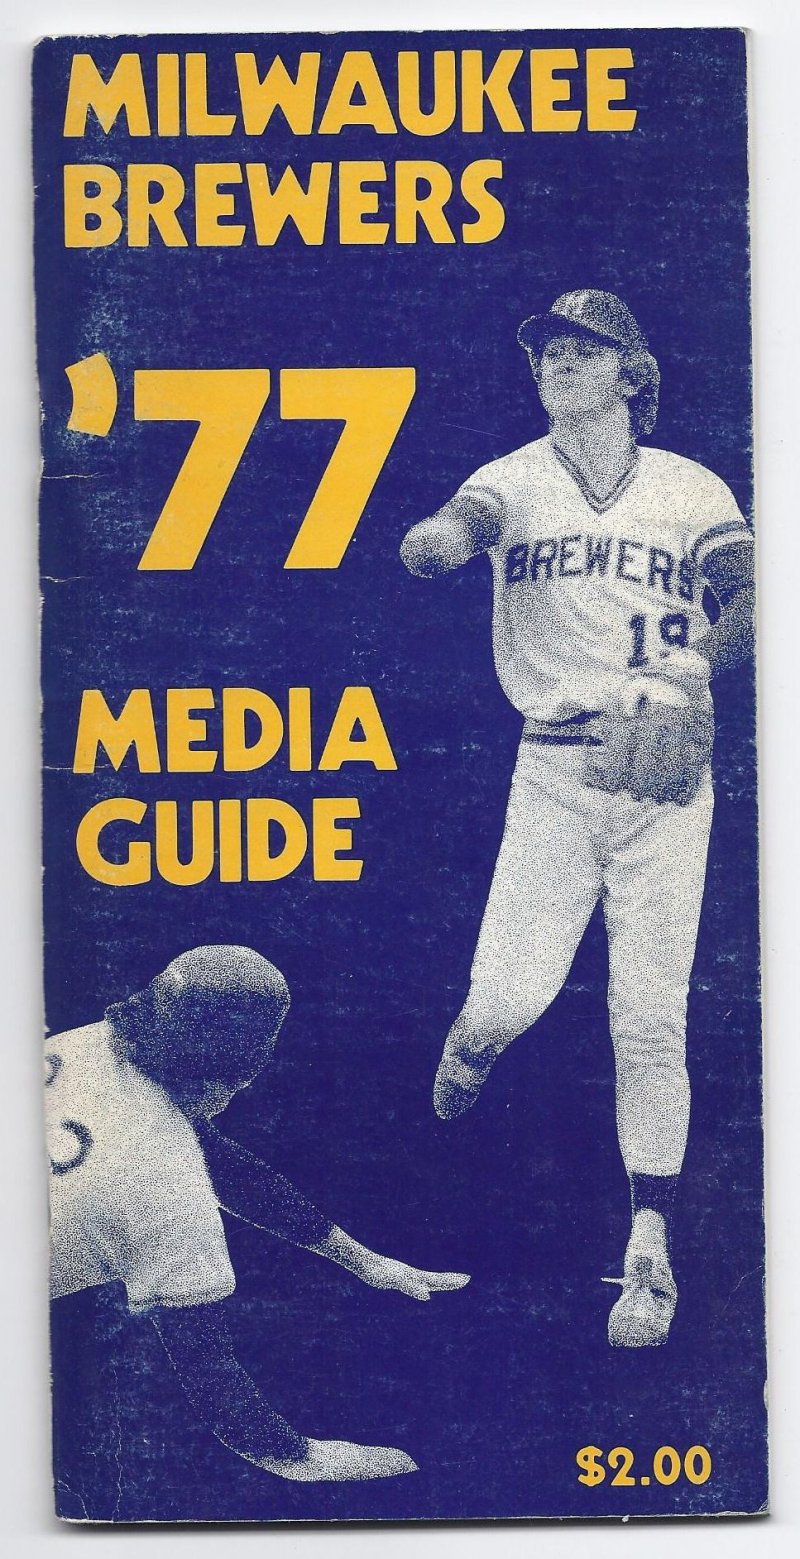 MILWAUKEE
BREWERS
'77
MEDIA
GUIDE
BREWERS
19
$2.00